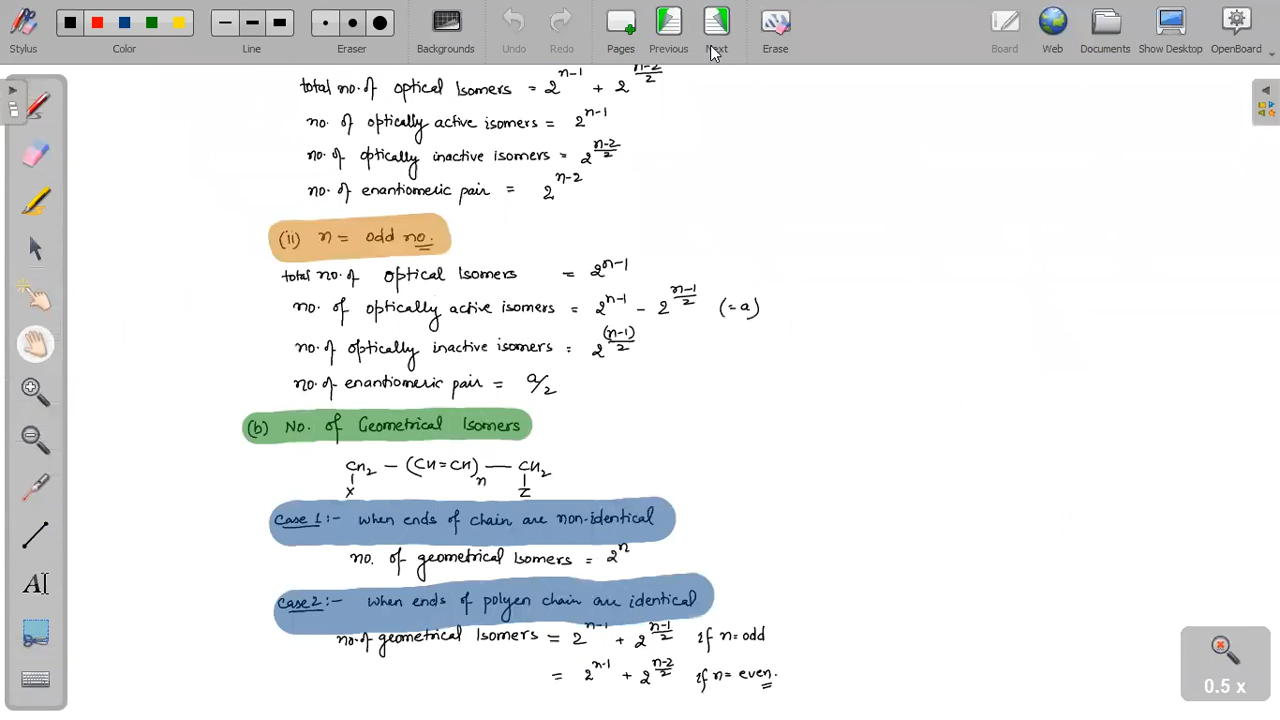 Stylus Color Line Eraser Backgrounds Undo Redo Pages Previous Next Erase Board Web Documents Show Desktop OpenBoard
total no. of optical Isomers = 2^(n-1) + 2^((n-2)/2)
no. of optically active isomers = 2^(n-1)
no. of optically inactive isomers = 2^((n-2)/2)
no. of enantiomeric pair = 2^(n-2)
(ii) n = odd no.
total no. of optical Isomers = 2^(n-1)
no. of optically active isomers = 2^(n-1) - 2^((n-1)/2) (= a)
no. of optically inactive isomers = 2^((n-1)/2)
no. of enantiomeric pair = a/2
(b) No. of Geometrical Isomers
CH2 — (CH=CH)n — CH2
X Z
Case 1:- when ends of chain are non-identical
no. of geometrical Isomers = 2^n
Case 2:- when ends of polyen chain are identical
no. of geometrical Isomers = 2^(n-1) + 2^((n-1)/2) if n = odd
= 2^(n-1) + 2^((n-2)/2) if n = even.
AI
0.5 x